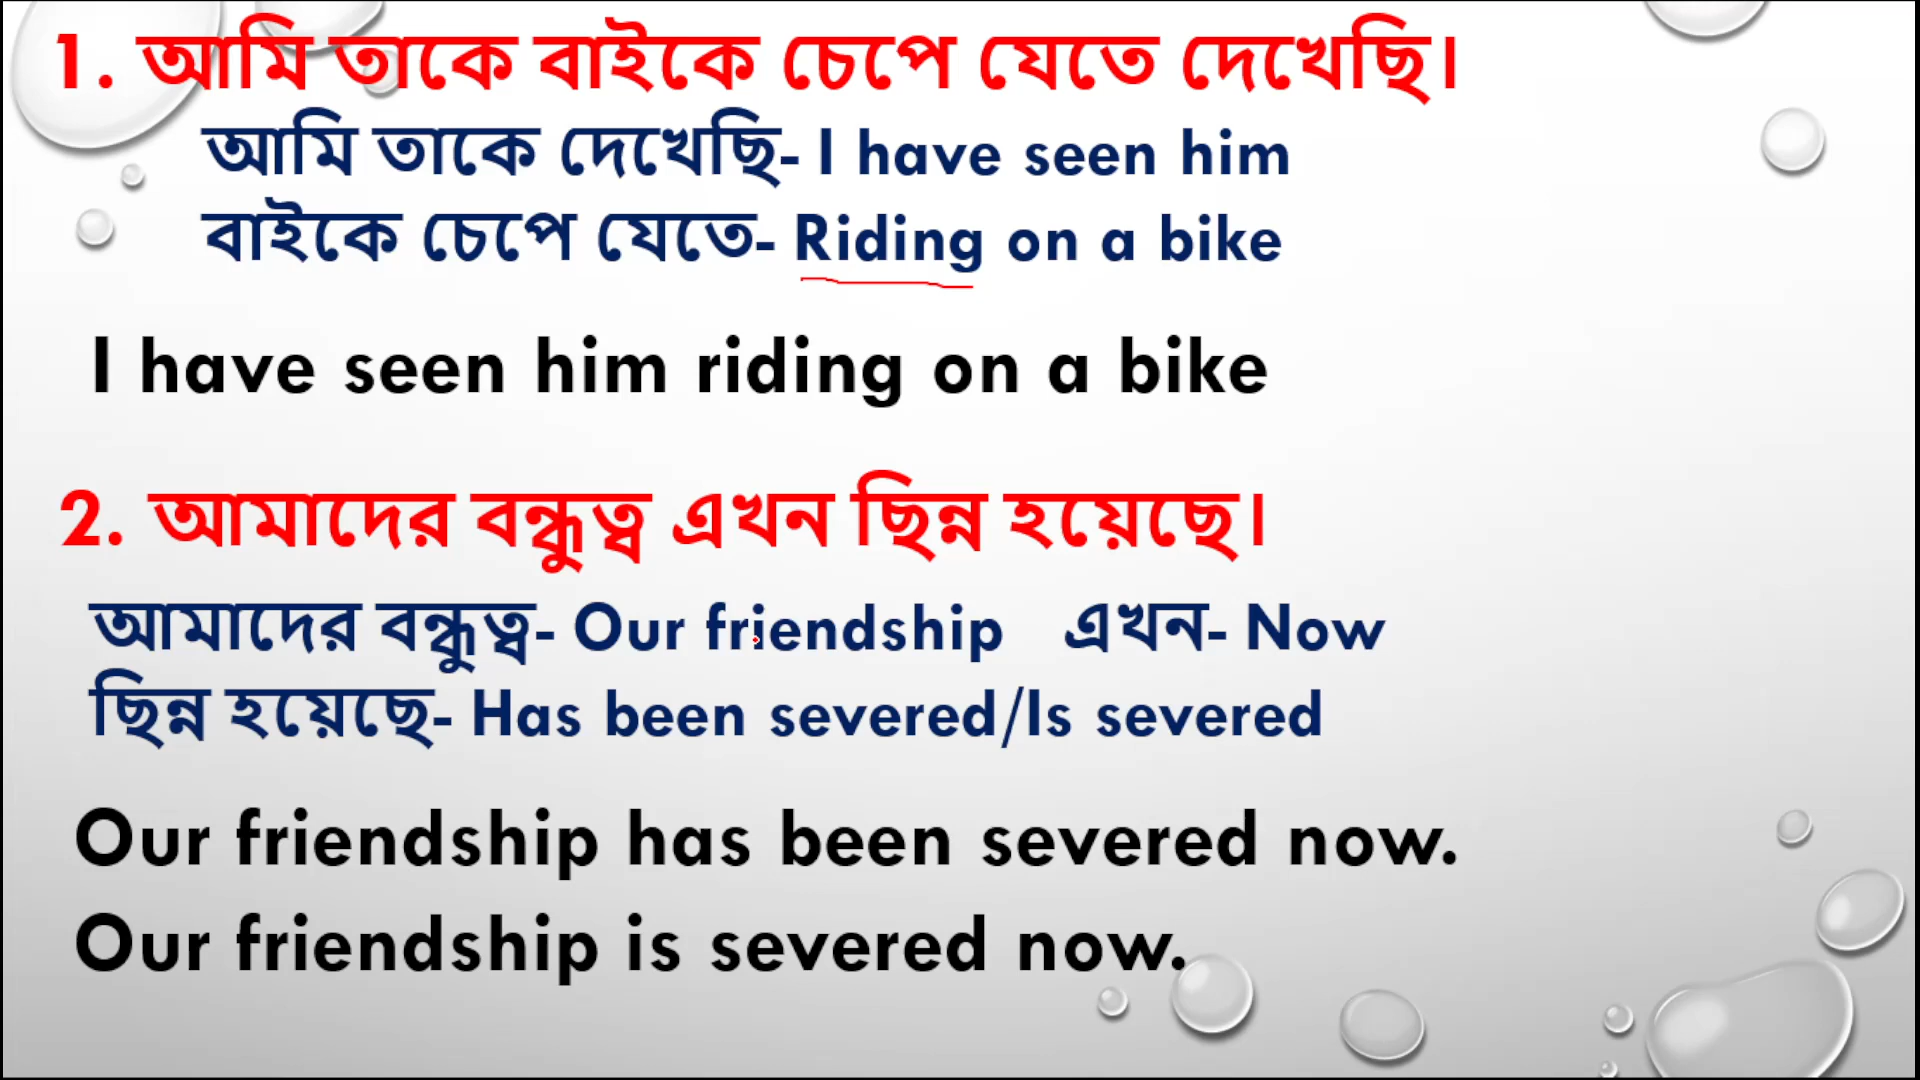 1. আমি তাকে বাইকে চেপে যেতে দেখেছি।
আমি তাকে দেখেছি- I have seen him
বাইকে চেপে যেতে- Riding on a bike
I have seen him riding on a bike
2. আমাদের বন্ধুত্ব এখন ছিন্ন হয়েছে।
আমাদের বন্ধুত্ব- Our friendship এখন- Now
ছিন্ন হয়েছে- Has been severed/Is severed
Our friendship has been severed now.
Our friendship is severed now.